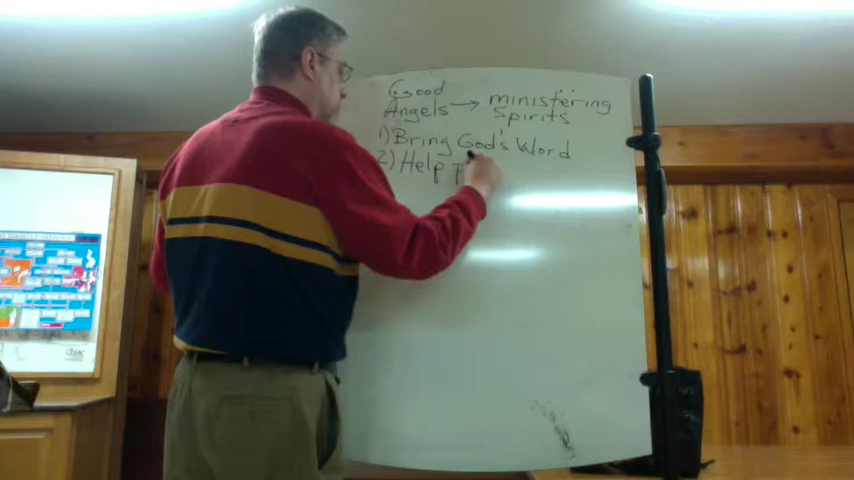 Good
Angels → ministering
spirits
1) Bring God's Word
2) Help